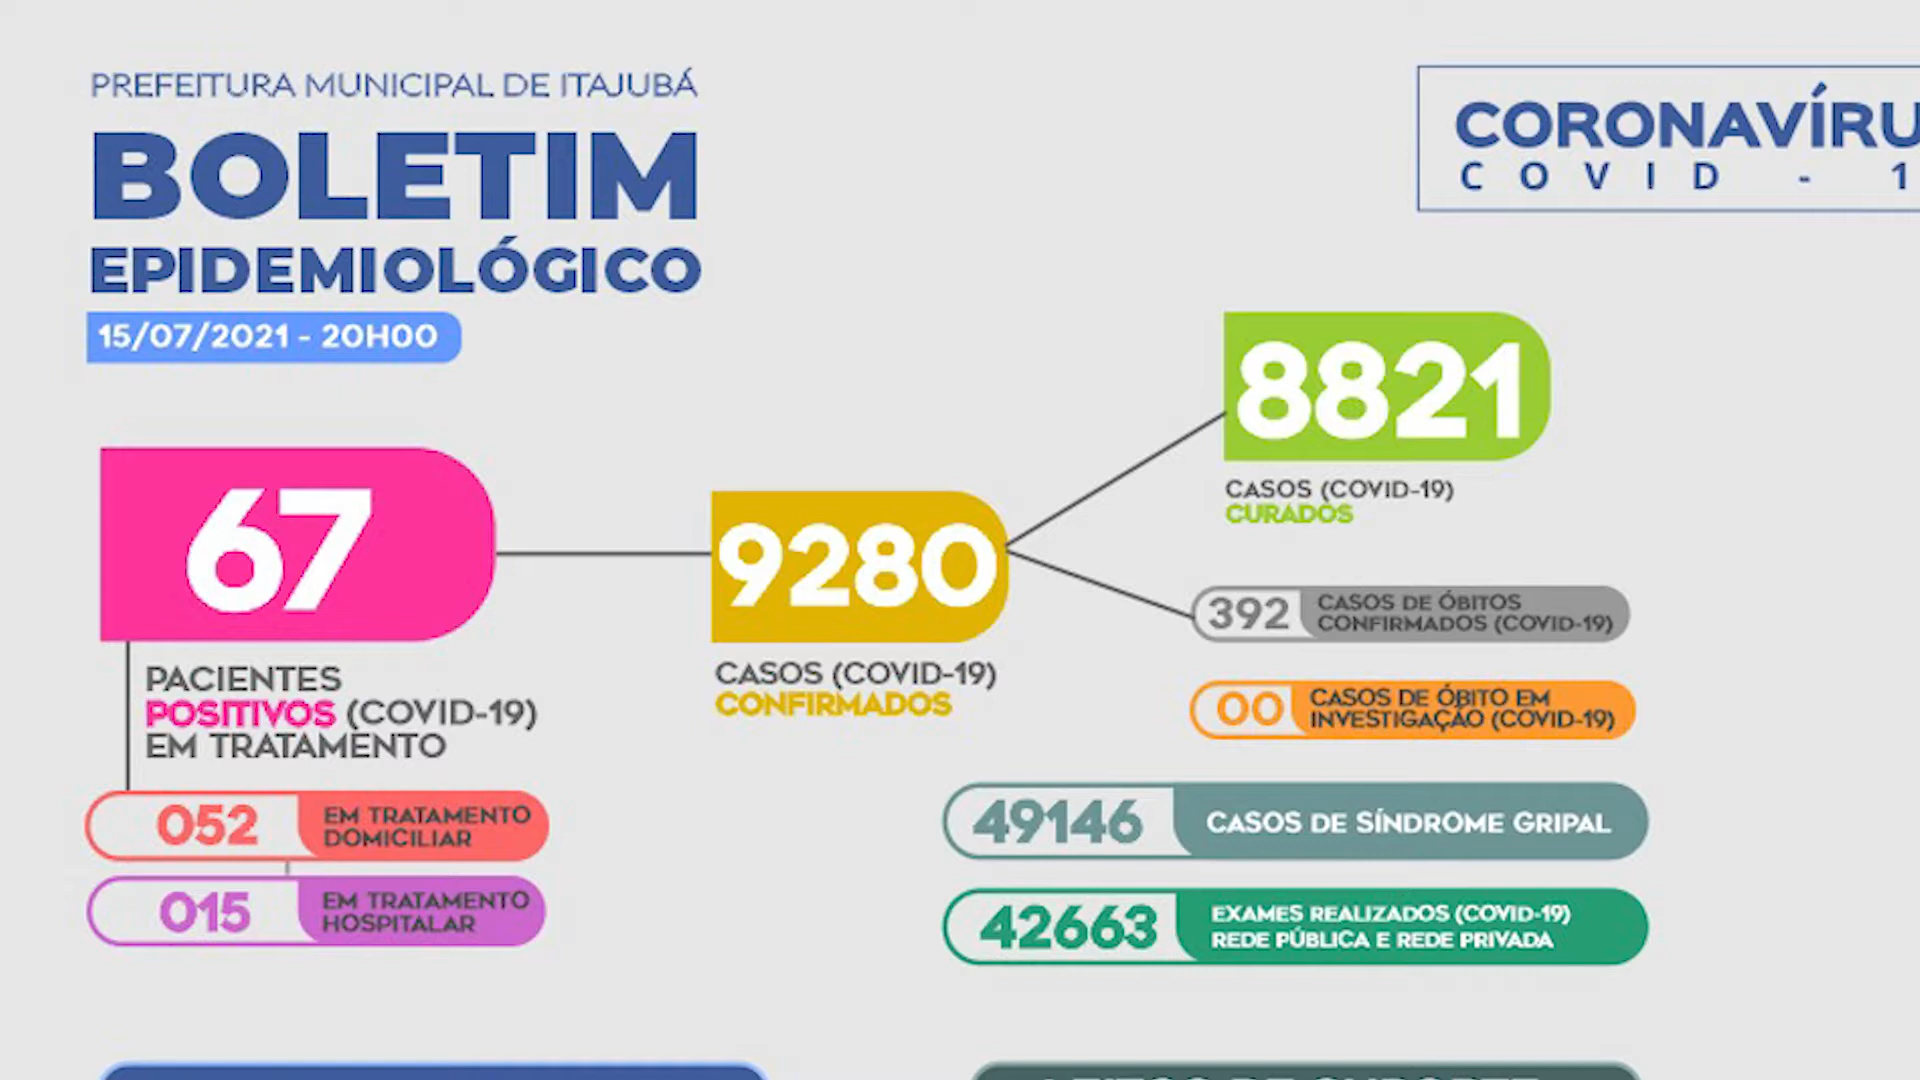 PREFEITURA MUNICIPAL DE ITAJUBÁ
BOLETIM
EPIDEMIOLÓGICO
15/07/2021 - 20H00
CORONAVÍRU
COVID - 1
67
PACIENTES
POSITIVOS (COVID-19)
EM TRATAMENTO
052
EM TRATAMENTO
DOMICILIAR
015
EM TRATAMENTO
HOSPITALAR
9280
CASOS (COVID-19)
CONFIRMADOS
8821
CASOS (COVID-19)
CURADOS
392
CASOS DE ÓBITOS
CONFIRMADOS (COVID-19)
00
CASOS DE ÓBITO EM
INVESTIGAÇÃO (COVID-19)
49146
CASOS DE SÍNDROME GRIPAL
42663
EXAMES REALIZADOS (COVID-19)
REDE PÚBLICA E REDE PRIVADA